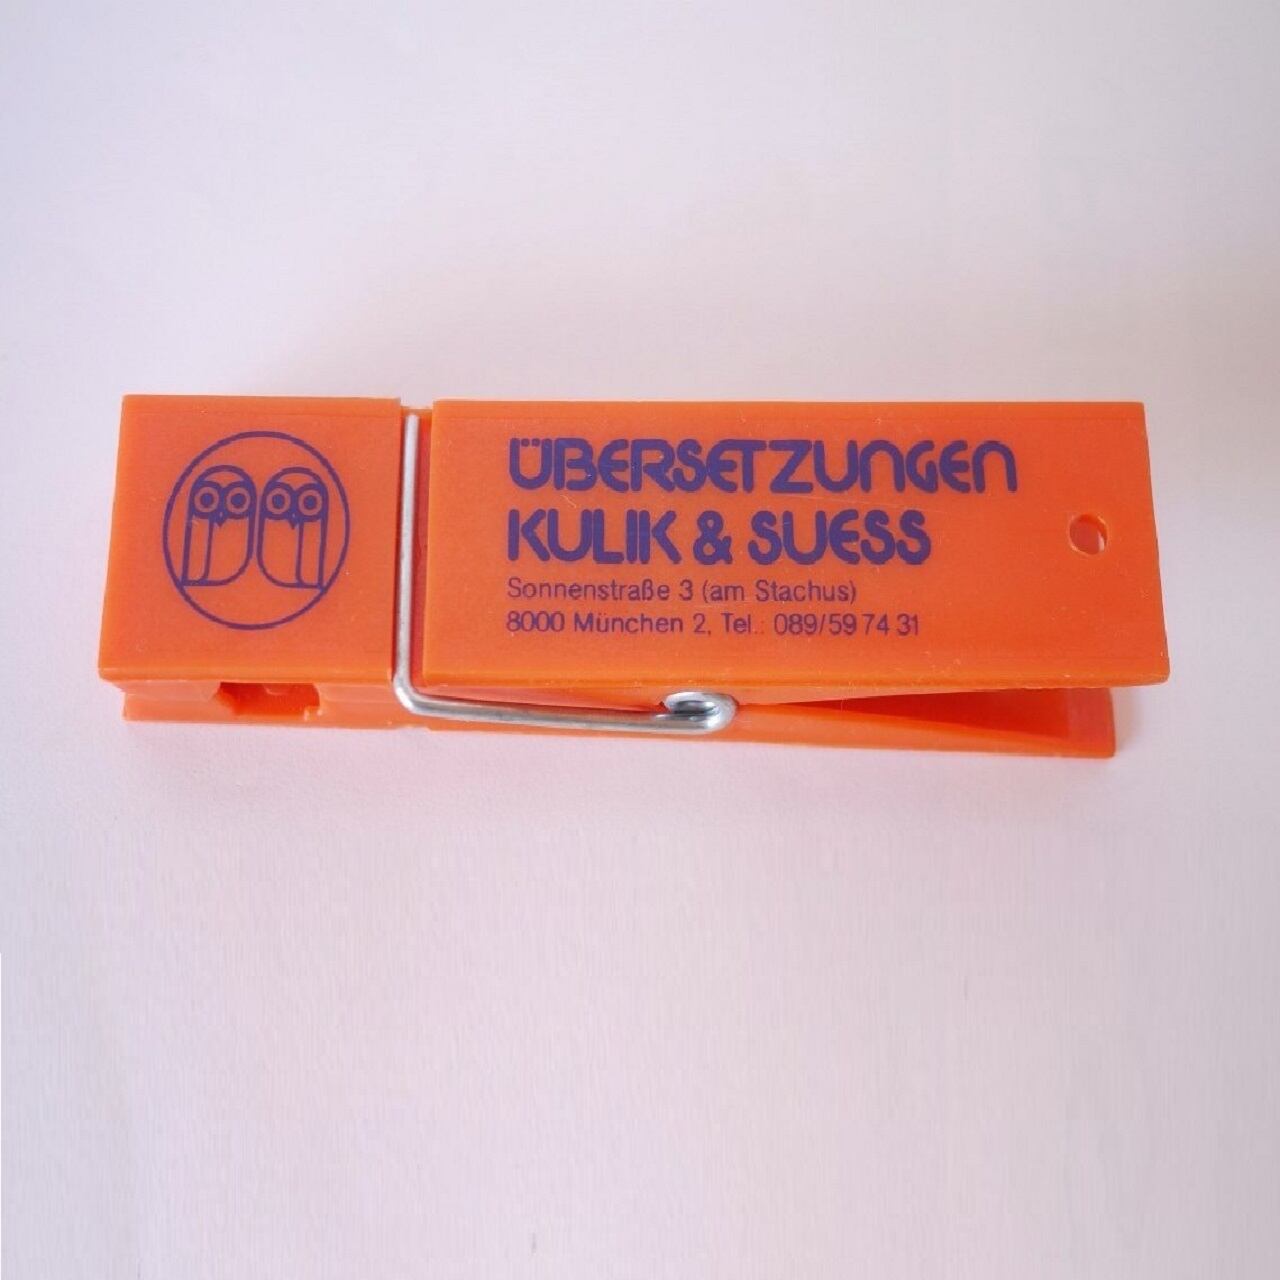 ÜBERSETZUNGEN
KULIK & SUESS
Sonnenstraße 3 (am Stachus)
8000 München 2, Tel.: 089/59 74 31